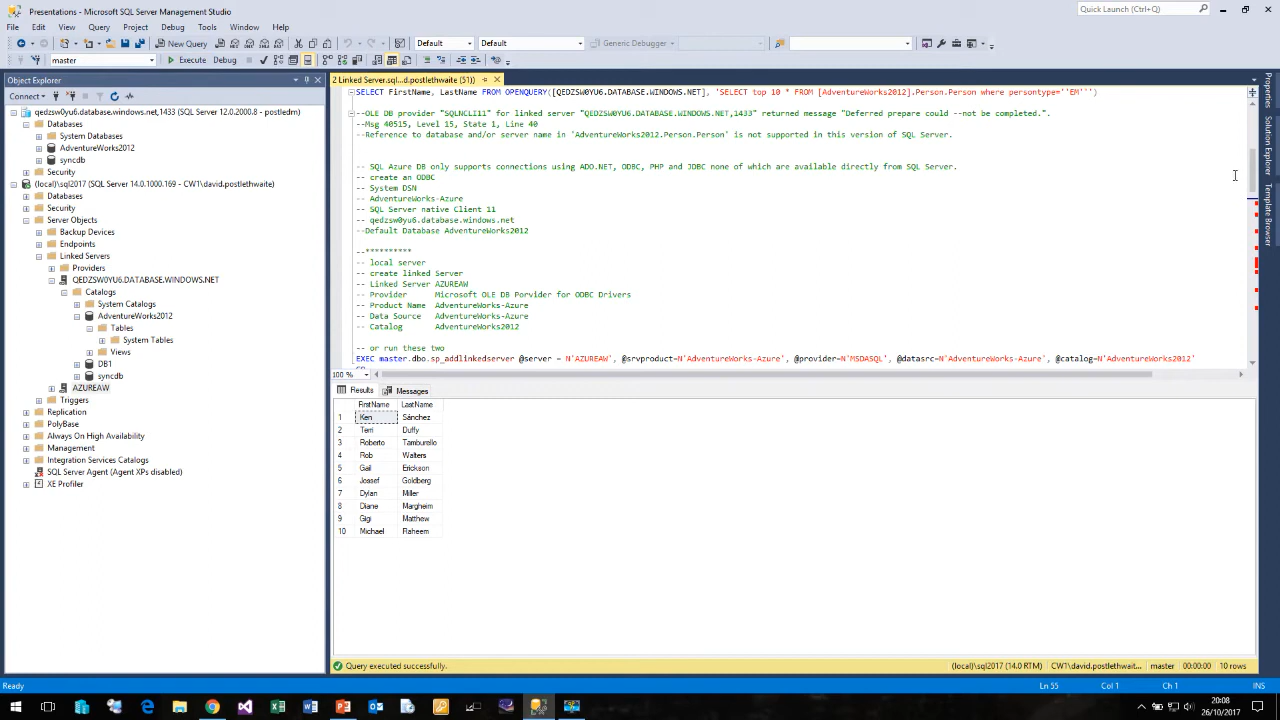 Presentations - Microsoft SQL Server Management Studio
Quick Launch (Ctrl+Q)
File Edit View Query Project Debug Tools Window Help
New Query
Default
Default
Generic Debugger
master
Execute Debug
Object Explorer
Connect
qedzsw0yu6.database.windows.net,1433 (SQL Server 12.0.2000.8 - postledm)
Databases
System Databases
AdventureWorks2012
syncdb
Security
(local)\sql2017 (SQL Server 14.0.1000.169 - CW1\david.postlethwaite)
Databases
Security
Server Objects
Backup Devices
Endpoints
Linked Servers
Providers
QEDZSW0YU6.DATABASE.WINDOWS.NET
Catalogs
System Catalogs
AdventureWorks2012
Tables
System Tables
Views
DB1
syncdb
AZUREAW
Triggers
Replication
PolyBase
Always On High Availability
Management
Integration Services Catalogs
SQL Server Agent (Agent XPs disabled)
XE Profiler
2 Linked Server.sql...d.postlethwaite (51))
SELECT FirstName, LastName FROM OPENQUERY([QEDZSW0YU6.DATABASE.WINDOWS.NET], 'SELECT top 10 * FROM [AdventureWorks2012].Person.Person where persontype=''EM''')
--OLE DB provider "SQLNCLI11" for linked server "QEDZSW0YU6.DATABASE.WINDOWS.NET,1433" returned message "Deferred prepare could --not be completed.".
--Msg 40515, Level 15, State 1, Line 40
--Reference to database and/or server name in 'AdventureWorks2012.Person.Person' is not supported in this version of SQL Server.
-- SQL Azure DB only supports connections using ADO.NET, ODBC, PHP and JDBC none of which are available directly from SQL Server.
-- create an ODBC
-- System DSN
-- AdventureWorks-Azure
-- SQL Server native Client 11
-- qedzsw0yu6.database.windows.net
--Default Database AdventureWorks2012
--**********
-- local server
-- create linked Server
-- Linked Server AZUREAW
-- Provider Microsoft OLE DB Porvider for ODBC Drivers
-- Product Name AdventureWorks-Azure
-- Data Source AdventureWorks-Azure
-- Catalog AdventureWorks2012
-- or run these two
EXEC master.dbo.sp_addlinkedserver @server = N'AZUREAW', @srvproduct=N'AdventureWorks-Azure', @provider=N'MSDASQL', @datasrc=N'AdventureWorks-Azure', @catalog=N'AdventureWorks2012'
100 %
Results Messages
FirstName LastName
1 Ken Sánchez
2 Terri Duffy
3 Roberto Tamburello
4 Rob Walters
5 Gail Erickson
6 Jossef Goldberg
7 Dylan Miller
8 Diane Margheim
9 Gigi Matthew
10 Michael Raheem
Query executed successfully.
(local)\sql2017 (14.0 RTM) CW1\david.postlethwait... master 00:00:00 10 rows
Ready
Ln 55 Col 1 Ch 1 INS
Properties
Solution Explorer
Template Browser
20:08
26/10/2017